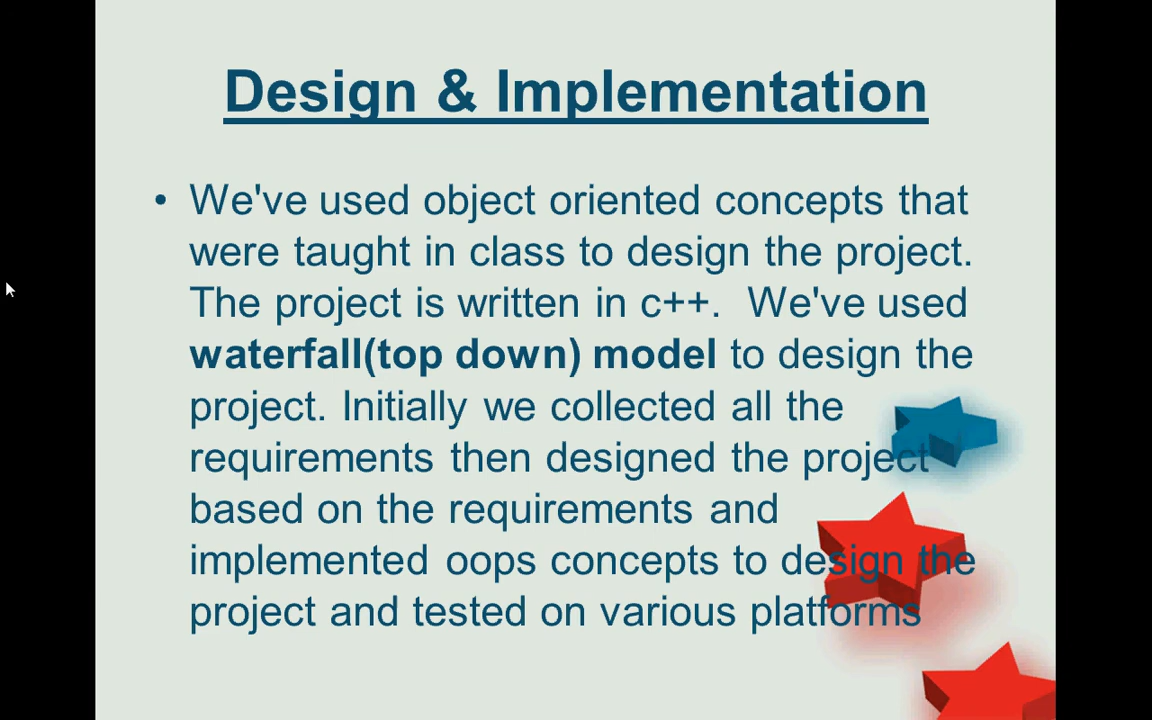 Design & Implementation
• We've used object oriented concepts that
were taught in class to design the project.
The project is written in c++.  We've used
waterfall(top down) model to design the
project. Initially we collected all the
requirements then designed the project
based on the requirements and
implemented oops concepts to design the
project and tested on various platforms